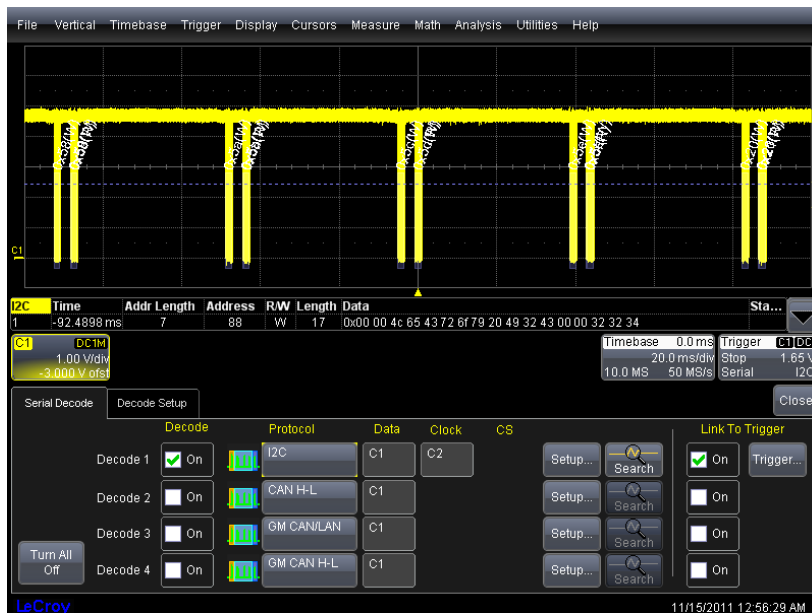 File Vertical Timebase Trigger Display Cursors Measure Math Analysis Utilities Help
C1
I2C Time Addr Length Address R/W Length Data Sta...
1 -92.4898 ms 7 88 W 17 0x00 00 4c 65 43 72 6f 79 20 49 32 43 00 00 32 32 34
C1 DC1M
1.00 V/div
-3.000 V ofst
Timebase 0.0 ms
20.0 ms/div
10.0 MS 50 MS/s
Trigger C1 DC
Stop 1.65 V
Serial I2C
Serial Decode Decode Setup Close
Decode Protocol Data Clock CS Link To Trigger
Decode 1 On I2C C1 C2 Setup... Search On Trigger...
Decode 2 On CAN H-L C1 Setup... Search On
Decode 3 On GM CAN/LAN C1 Setup... Search On
Turn All Off
Decode 4 On GM CAN H-L C1 Setup... Search On
LeCroy 11/15/2011 12:56:29 AM